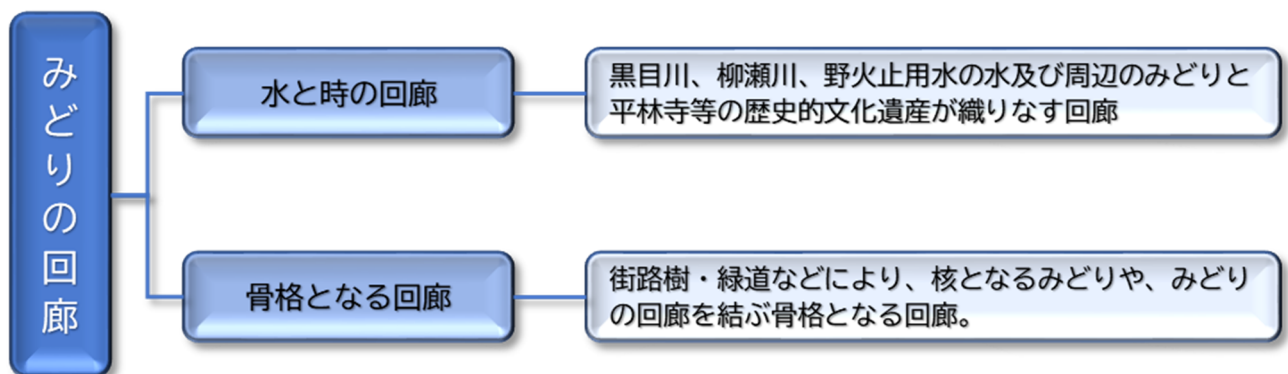 みどりの回廊
水と時の回廊
黒目川、柳瀬川、野火止用水の水及び周辺のみどりと
平林寺等の歴史的文化遺産が織りなす回廊
骨格となる回廊
街路樹・緑道などにより、核となるみどりや、みどり
の回廊を結ぶ骨格となる回廊。